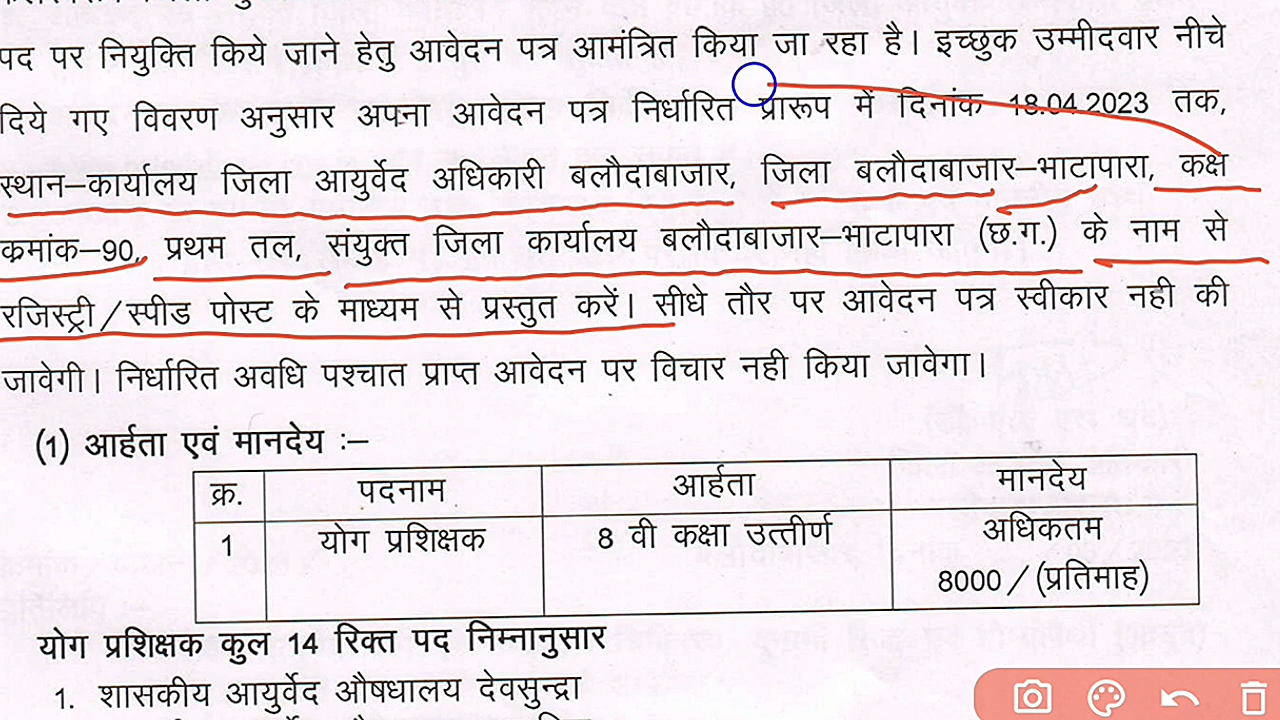 पद पर नियुक्ति किये जाने हेतु आवेदन पत्र आमंत्रित किया जा रहा है। इच्छुक उम्मीदवार नीचे
दिये गए विवरण अनुसार अपना आवेदन पत्र निर्धारित प्रारूप में दिनांक 18.04.2023 तक,
स्थान–कार्यालय जिला आयुर्वेद अधिकारी बलौदाबाजार, जिला बलौदाबाजार–भाटापारा, कक्ष
क्रमांक–90, प्रथम तल, संयुक्त जिला कार्यालय बलौदाबाजार–भाटापारा (छ.ग.) के नाम से
रजिस्ट्री/स्पीड पोस्ट के माध्यम से प्रस्तुत करें। सीधे तौर पर आवेदन पत्र स्वीकार नही की
जावेगी। निर्धारित अवधि पश्चात प्राप्त आवेदन पर विचार नही किया जावेगा।
(1) आर्हता एवं मानदेय :–
क्र. पदनाम आर्हता मानदेय
1 योग प्रशिक्षक 8 वी कक्षा उत्तीर्ण अधिकतम
8000/(प्रतिमाह)
योग प्रशिक्षक कुल 14 रिक्त पद निम्नानुसार
1. शासकीय आयुर्वेद औषधालय देवसुन्द्रा